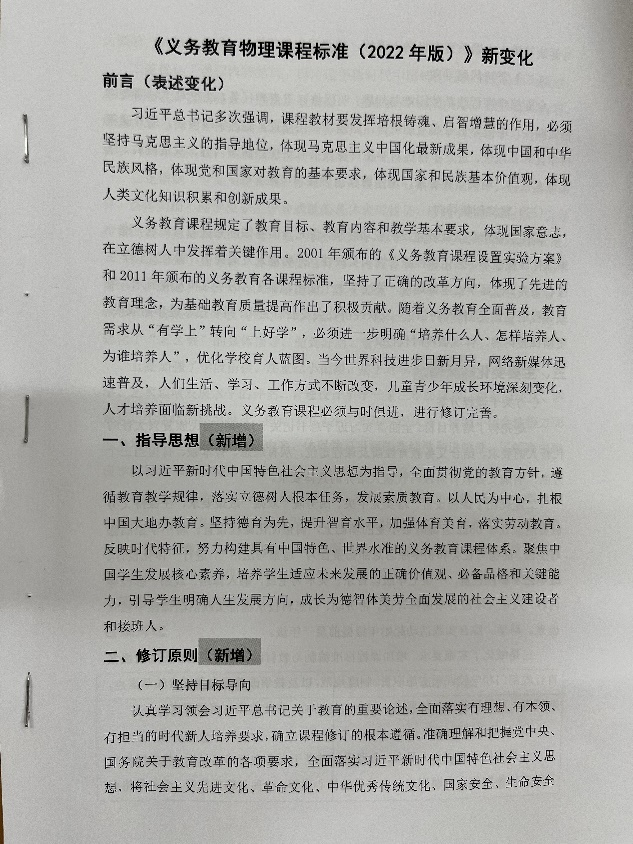 《义务教育物理课程标准（2022 年版）》新变化
前言（表述变化）
习近平总书记多次强调，课程教材要发挥培根铸魂、启智增慧的作用，必须
坚持马克思主义的指导地位，体现马克思主义中国化最新成果，体现中国和中华
民族风格，体现党和国家对教育的基本要求，体现国家和民族基本价值观，体现
人类文化知识积累和创新成果。
义务教育课程规定了教育目标、教育内容和教学基本要求，体现国家意志，
在立德树人中发挥着关键作用。2001 年颁布的《义务教育课程设置实验方案》
和 2011 年颁布的义务教育各课程标准，坚持了正确的改革方向，体现了先进的
教育理念，为基础教育质量提高作出了积极贡献。随着义务教育全面普及，教育
需求从“有学上”转向“上好学”，必须进一步明确“培养什么人、怎样培养人、
为谁培养人”，优化学校育人蓝图。当今世界科技进步日新月异，网络新媒体迅
速普及，人们生活、学习、工作方式不断改变，儿童青少年成长环境深刻变化，
人才培养面临新挑战。义务教育课程必须与时俱进，进行修订完善。
一、指导思想（新增）
以习近平新时代中国特色社会主义思想为指导，全面贯彻党的教育方针，遵
循教育教学规律，落实立德树人根本任务，发展素质教育。以人民为中心，扎根
中国大地办教育。坚持德育为先，提升智育水平，加强体育美育，落实劳动教育。
反映时代特征，努力构建具有中国特色、世界水准的义务教育课程体系。聚焦中
国学生发展核心素养，培养学生适应未来发展的正确价值观、必备品格和关键能
力，引导学生明确人生发展方向，成长为德智体美劳全面发展的社会主义建设者
和接班人。
二、修订原则（新增）
（一）坚持目标导向
认真学习领会习近平总书记关于教育的重要论述，全面落实有理想、有本领、
有担当的时代新人培养要求，确立课程修订的根本遵循。准确理解和把握党中央、
国务院关于教育改革的各项要求，全面落实习近平新时代中国特色社会主义思
想，将社会主义先进文化、革命文化、中华优秀传统文化、国家安全、生命安全